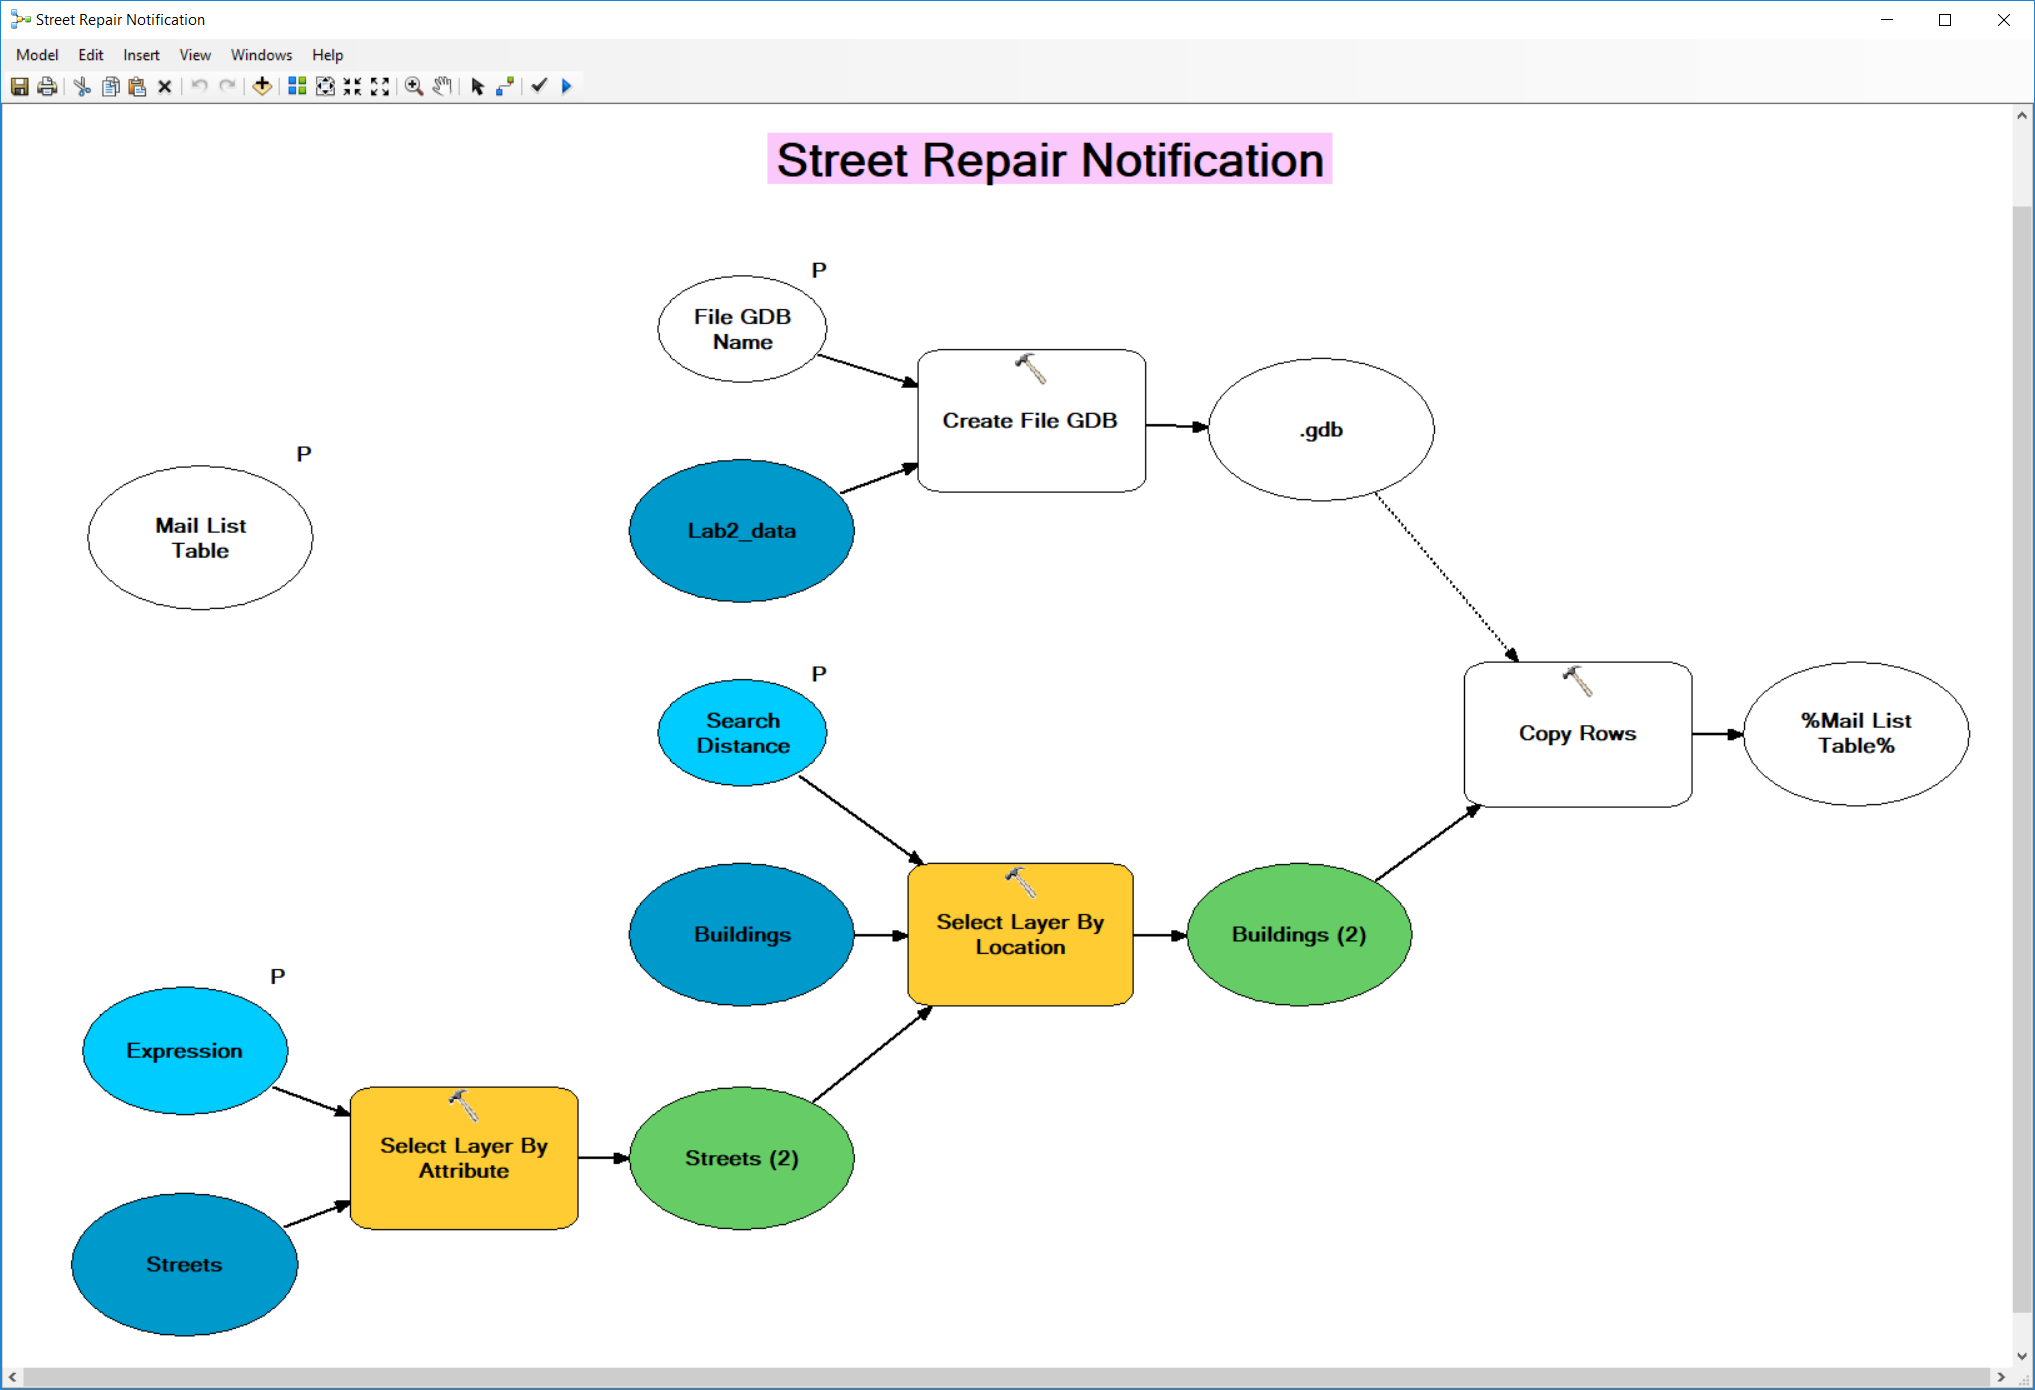 Street Repair Notification
Model Edit Insert View Windows Help
Street Repair Notification
P
File GDB
Name
Create File GDB
.gdb
P
Mail List
Table
Lab2_data
P
Search
Distance
Copy Rows
%Mail List
Table%
Buildings
Select Layer By
Location
Buildings (2)
P
Expression
Select Layer By
Attribute
Streets (2)
Streets